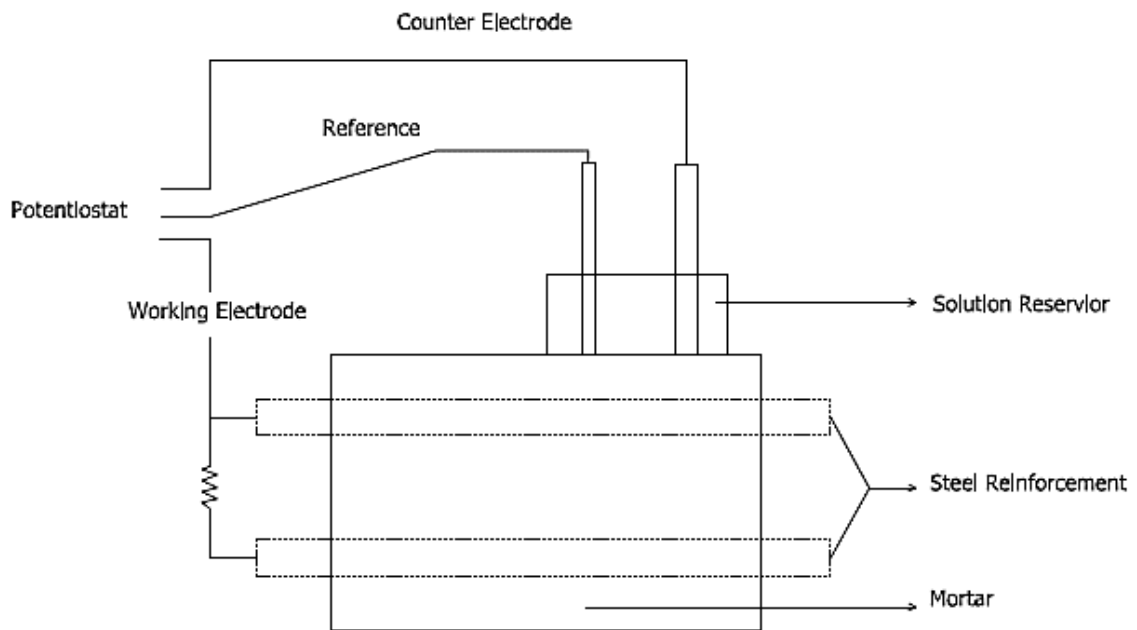 Counter Electrode
Reference
Potentiostat
Working Electrode
Solution Reservior
Steel Reinforcement
Mortar